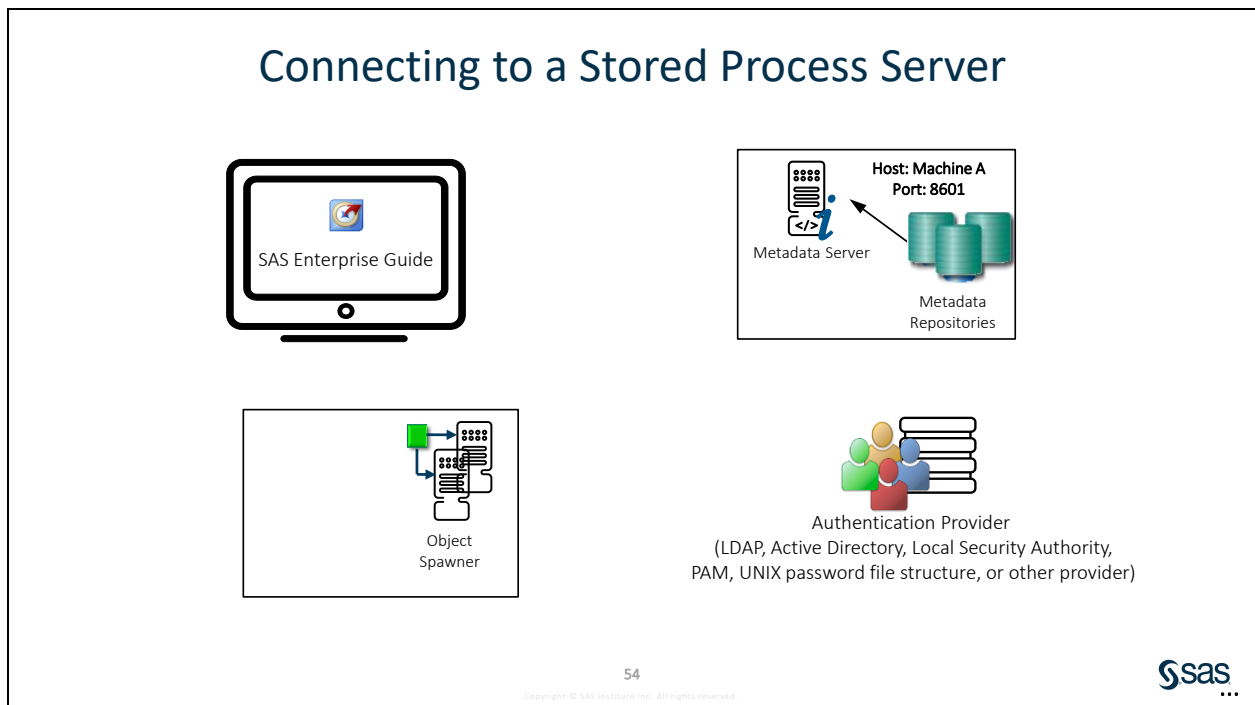 Connecting to a Stored Process Server
SAS Enterprise Guide
Host: Machine A
Port: 8601
</>
i
Metadata Server
Metadata
Repositories
Object
Spawner
Authentication Provider
(LDAP, Active Directory, Local Security Authority,
PAM, UNIX password file structure, or other provider)
54
Copyright © SAS Institute Inc. All rights reserved.
sas
...